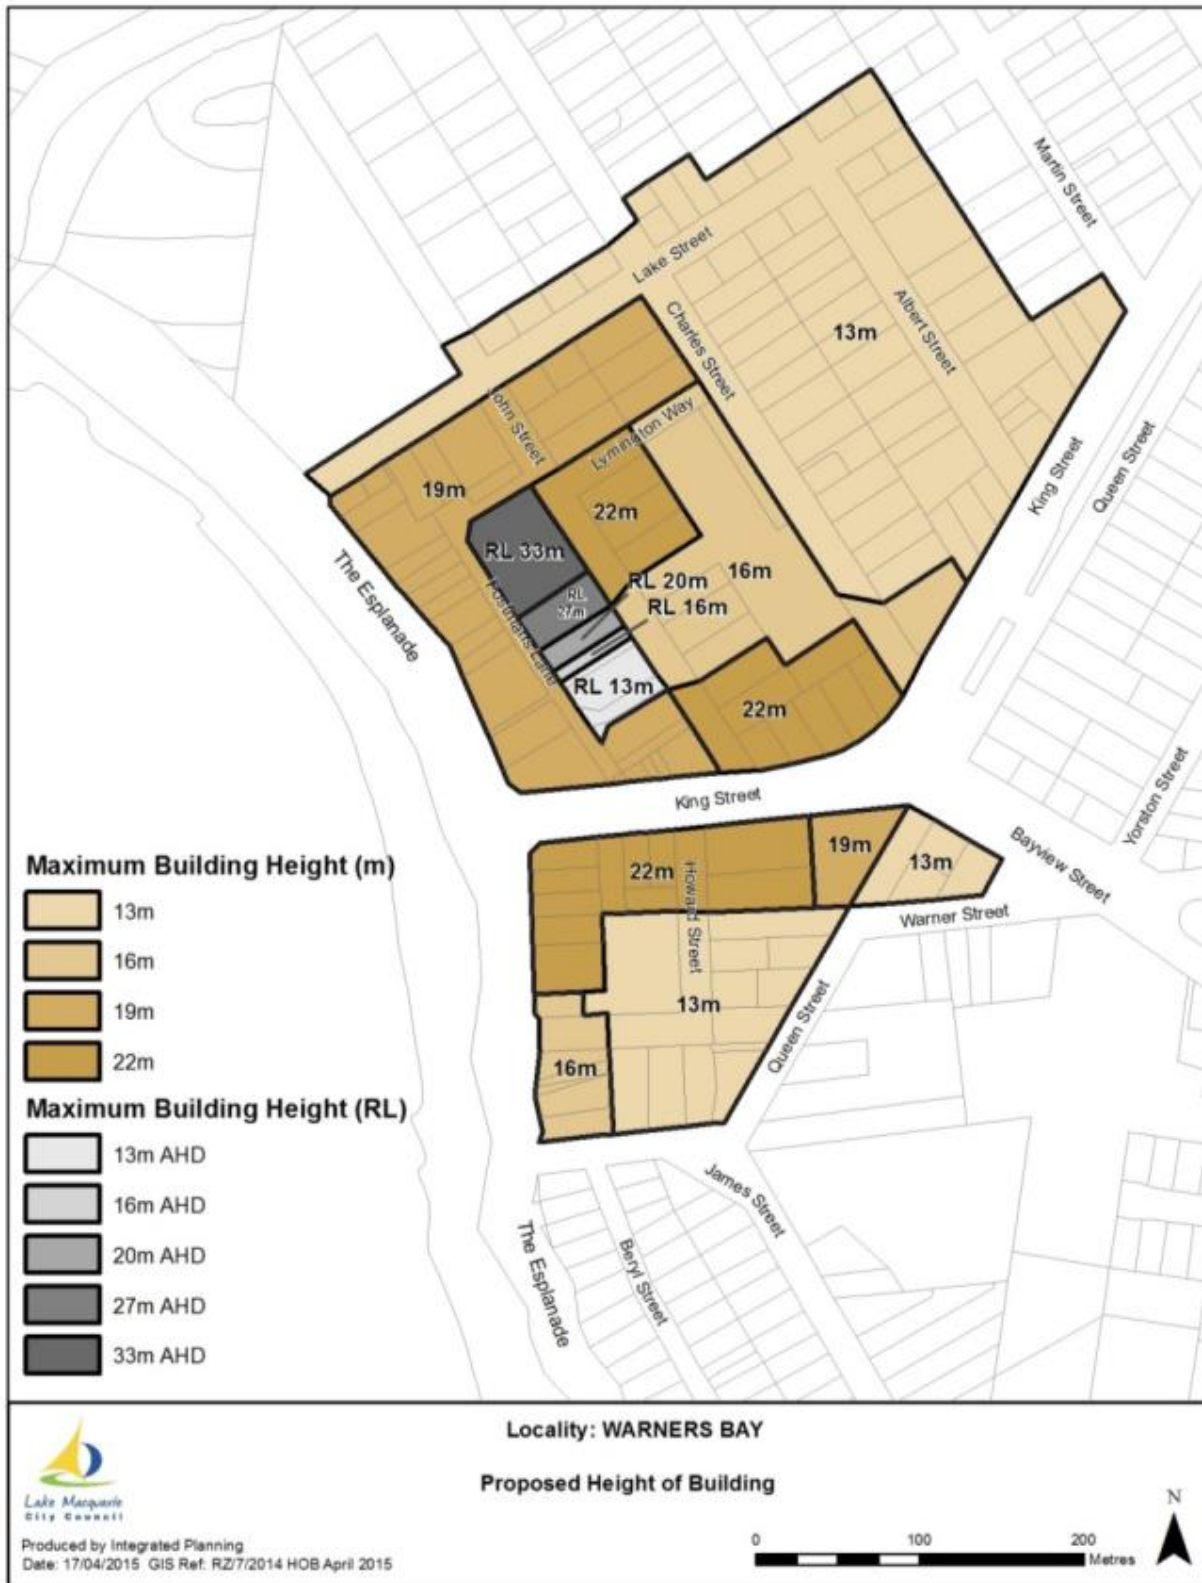 Martin Street
Lake Street
Charles Street
Albert Street
13m
John Street
Lymington Way
King Street
Queen Street
19m
22m
RL 33m
16m
RL 20m
RL
27m
RL 16m
The Esplanade
Postmans Lane
RL 13m
22m
Yorston Street
King Street
Bayview Street
22m
19m
13m
Howard Street
Warner Street
13m
Queen Street
16m
James Street
The Esplanade
Beryl Street
Maximum Building Height (m)
13m
16m
19m
22m
Maximum Building Height (RL)
13m AHD
16m AHD
20m AHD
27m AHD
33m AHD
Locality: WARNERS BAY
Proposed Height of Building
Lake Macquarie
City Council
Produced by Integrated Planning
Date: 17/04/2015 GIS Ref: RZ/7/2014 HOB April 2015
0 100 200
Metres
N